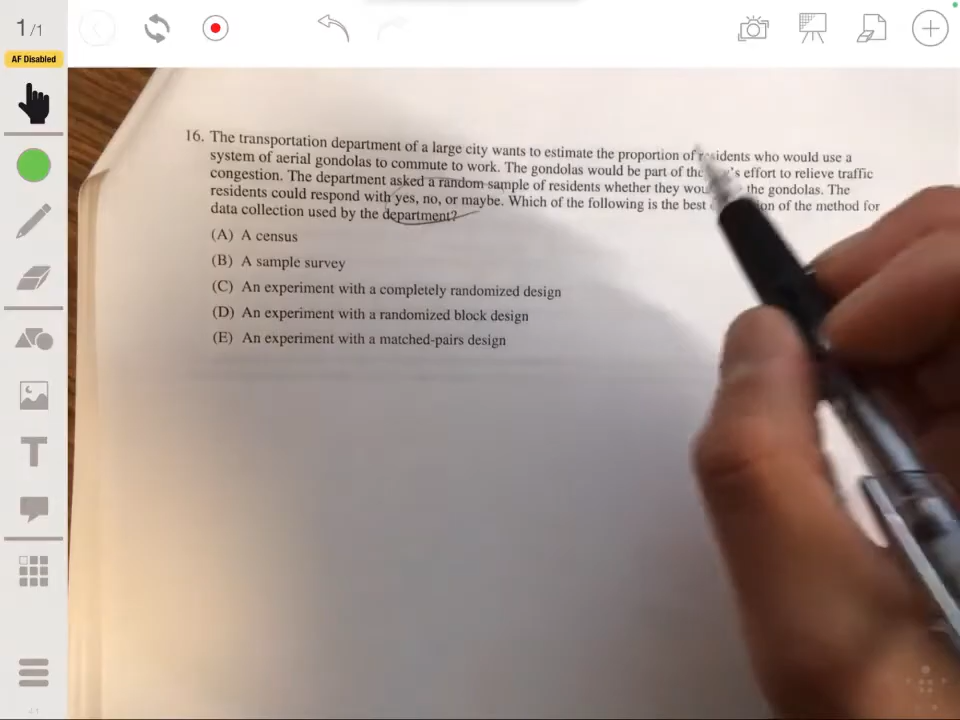 1/1
AF Disabled
T
16. The transportation department of a large city wants to estimate the proportion of residents who would use a
system of aerial gondolas to commute to work. The gondolas would be part of the effort to relieve traffic
congestion. The department asked a random sample of residents whether they the gondolas. The
residents could respond with yes, no, or maybe. Which of the following is the best of the method for
data collection used by the department?
(A) A census
(B) A sample survey
(C) An experiment with a completely randomized design
(D) An experiment with a randomized block design
(E) An experiment with a matched-pairs design